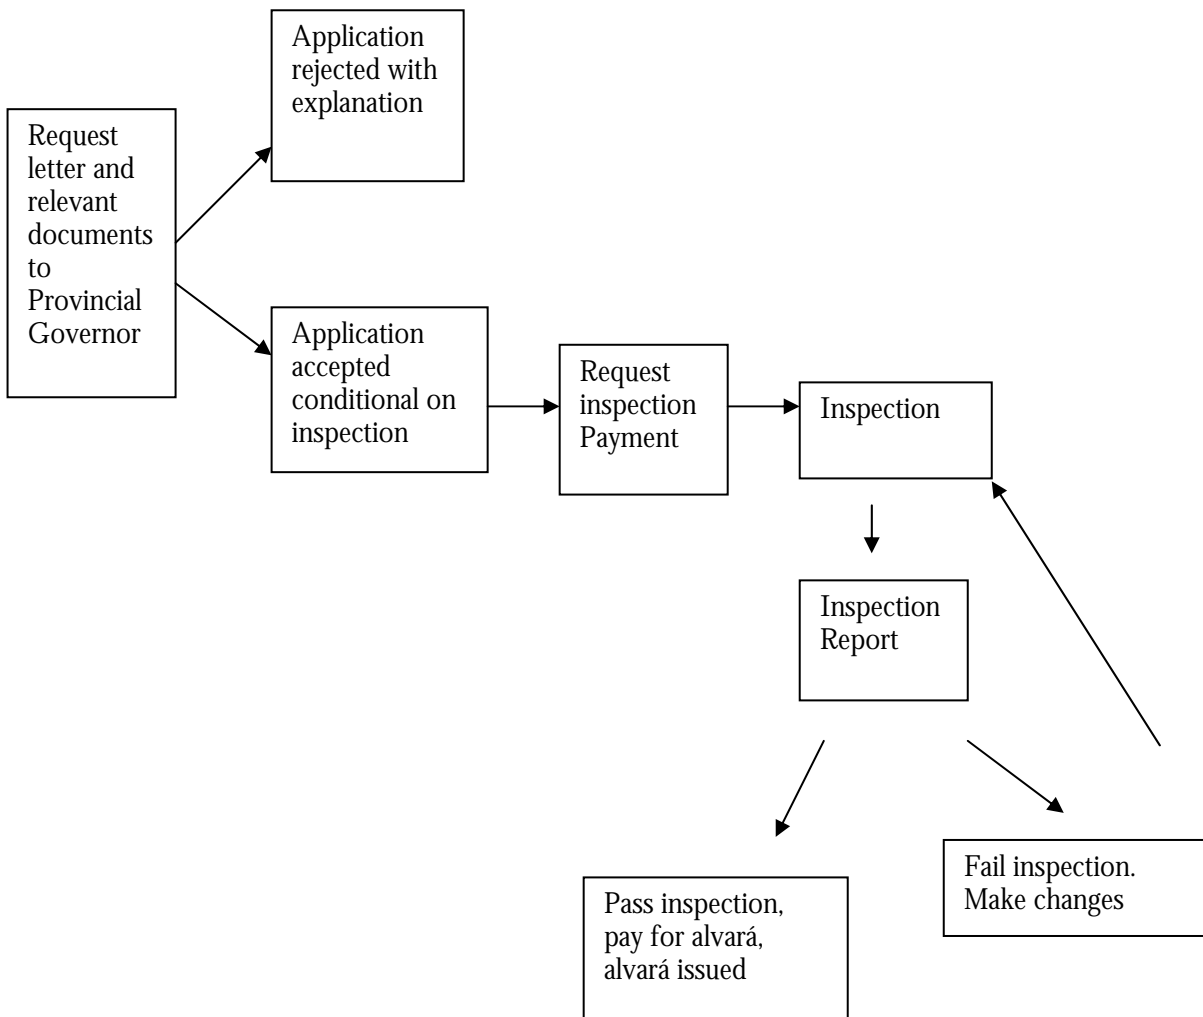 Application
rejected with
explanation
Request
letter and
relevant
documents
to
Provincial
Governor
Application
accepted
conditional on
inspection
Request
inspection
Payment
Inspection
Inspection
Report
Fail inspection.
Make changes
Pass inspection,
pay for alvará,
alvará issued